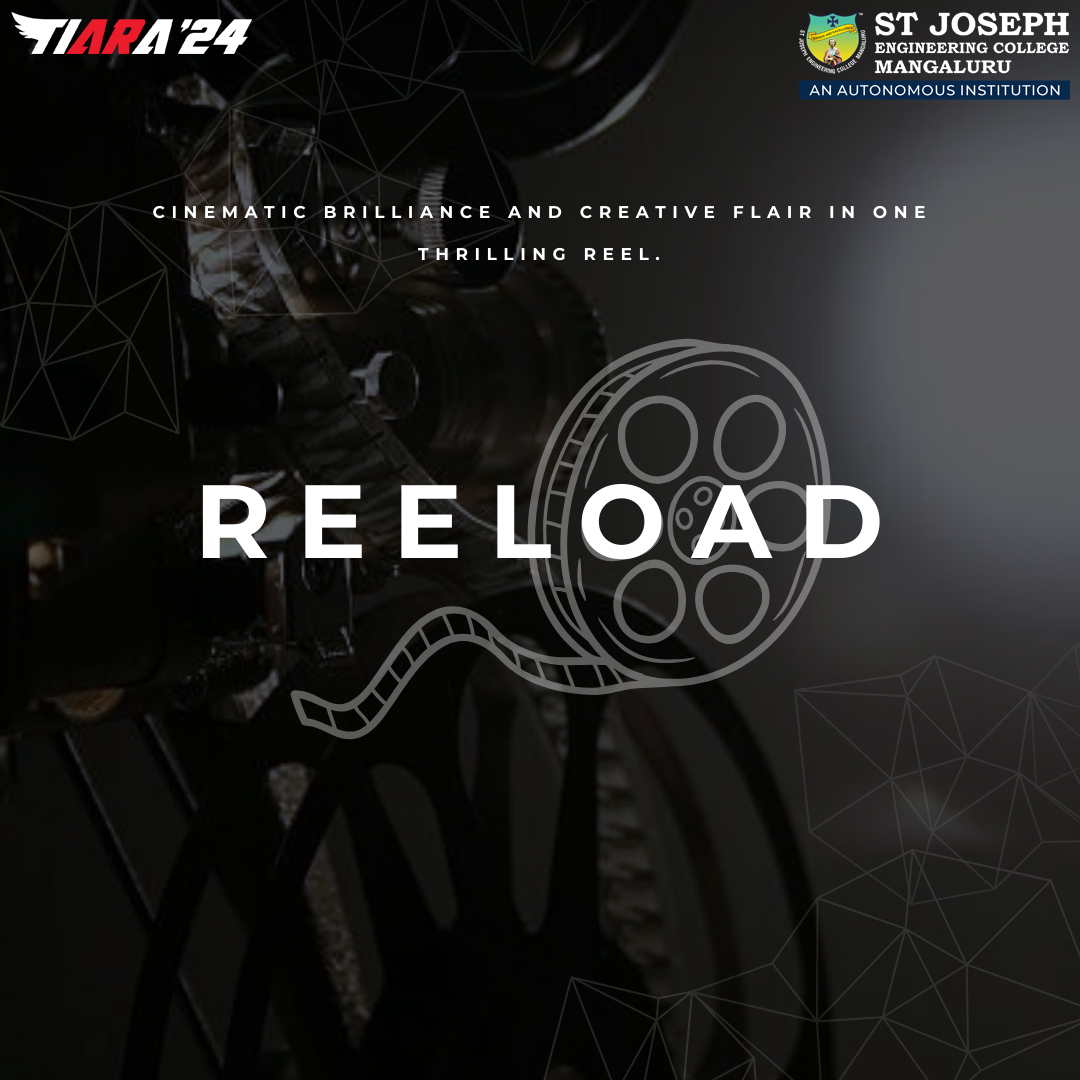 TIARA'24
ST JOSEPH
ENGINEERING COLLEGE
MANGALURU
AN AUTONOMOUS INSTITUTION
CINEMATIC BRILLIANCE AND CREATIVE FLAIR IN ONE
THRILLING REEL.
REELOAD